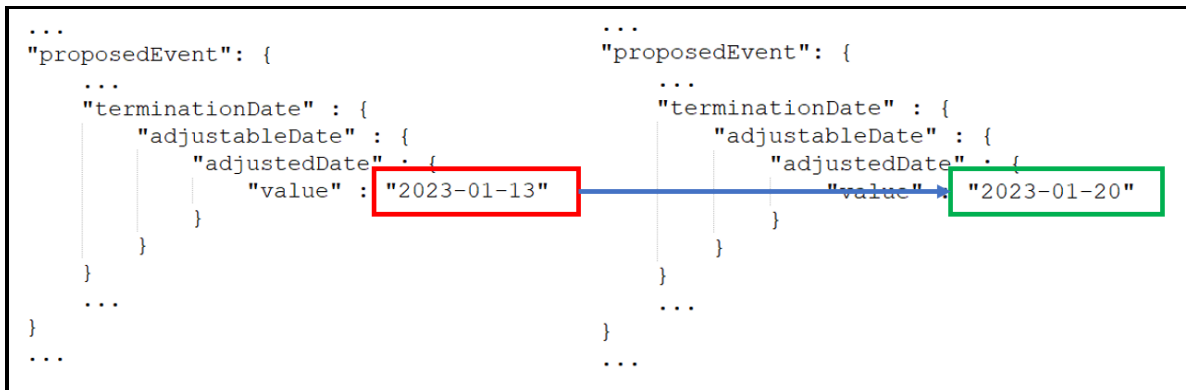 ...
"proposedEvent": {
...
"terminationDate" : {
"adjustableDate" : {
"adjustedDate" : {
"value" : "2023-01-13"
}
}
}
...
}
...
...
"proposedEvent": {
...
"terminationDate" : {
"adjustableDate" : {
"adjustedDate" : {
"value" : "2023-01-20"
}
}
}
...
}
...